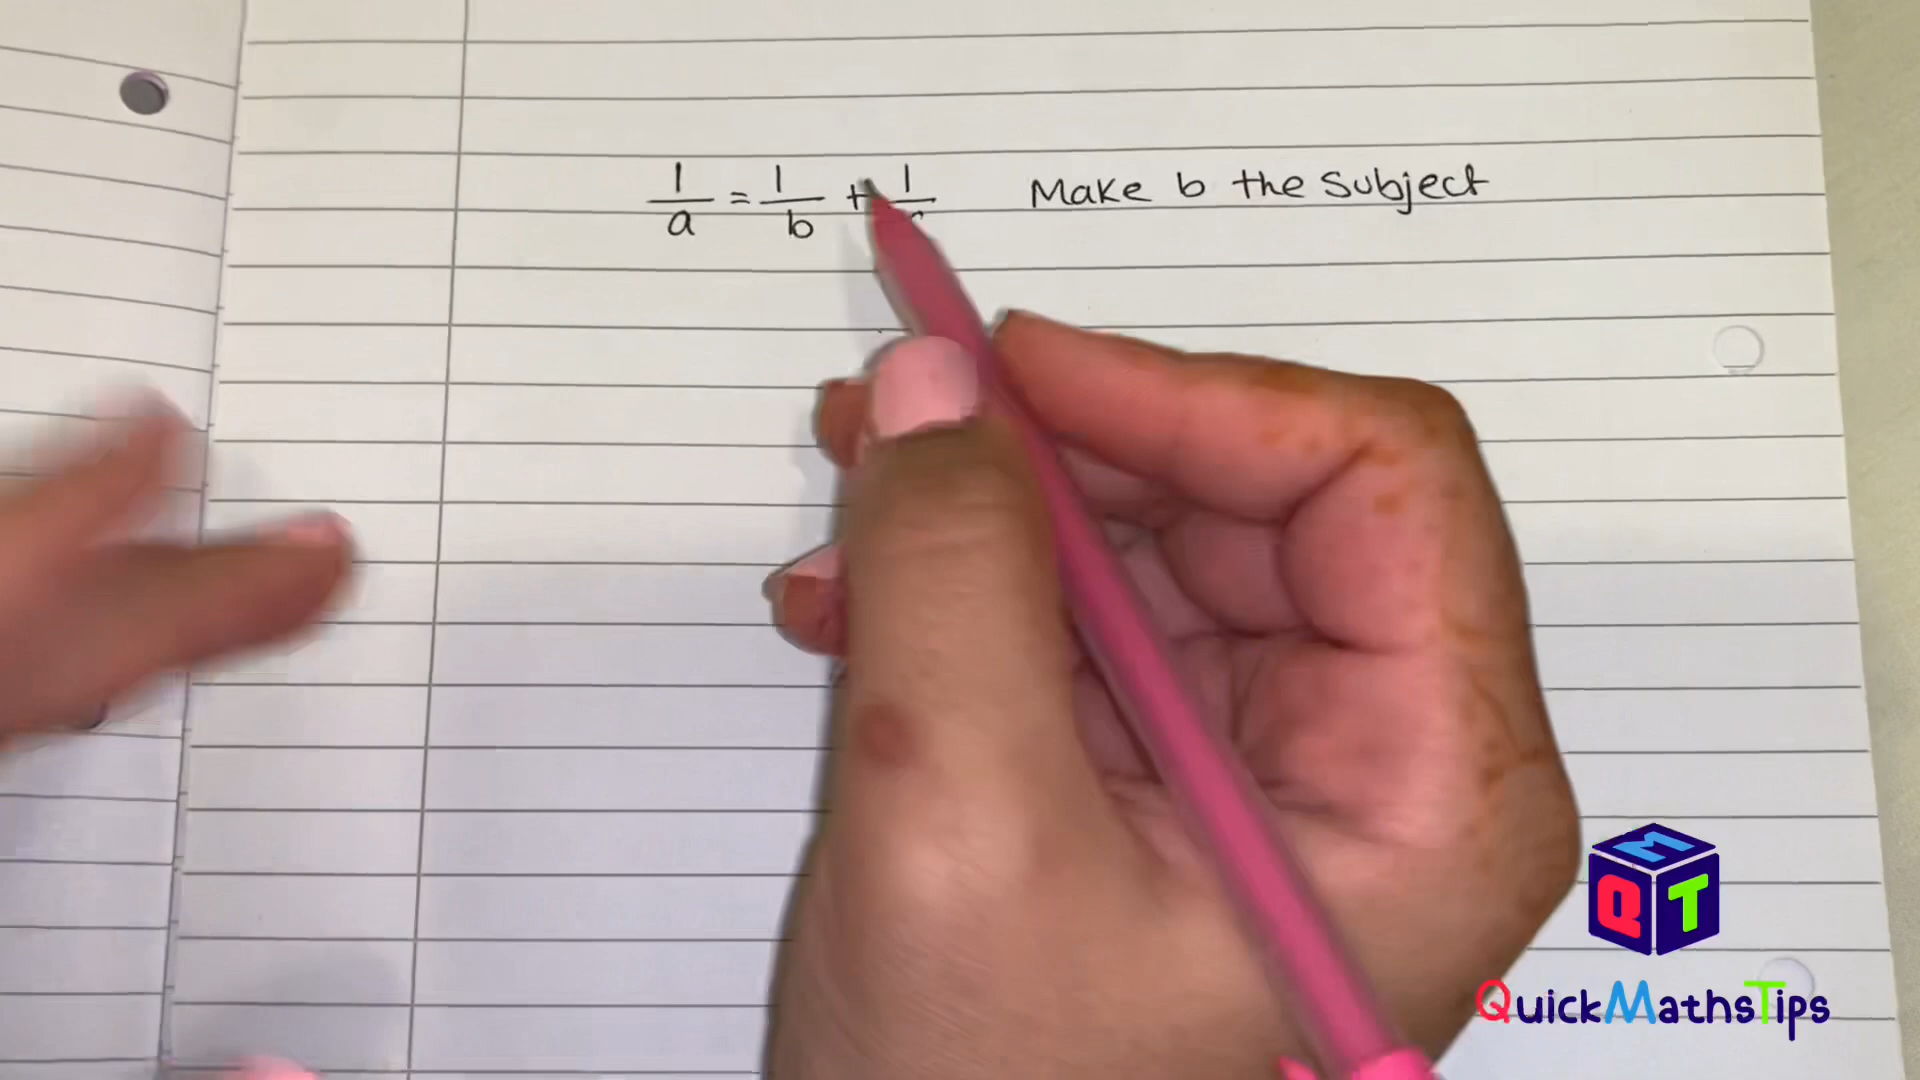 1/a = 1/b + 1/ Make b the subject
M
Q T
QuickMathsTips